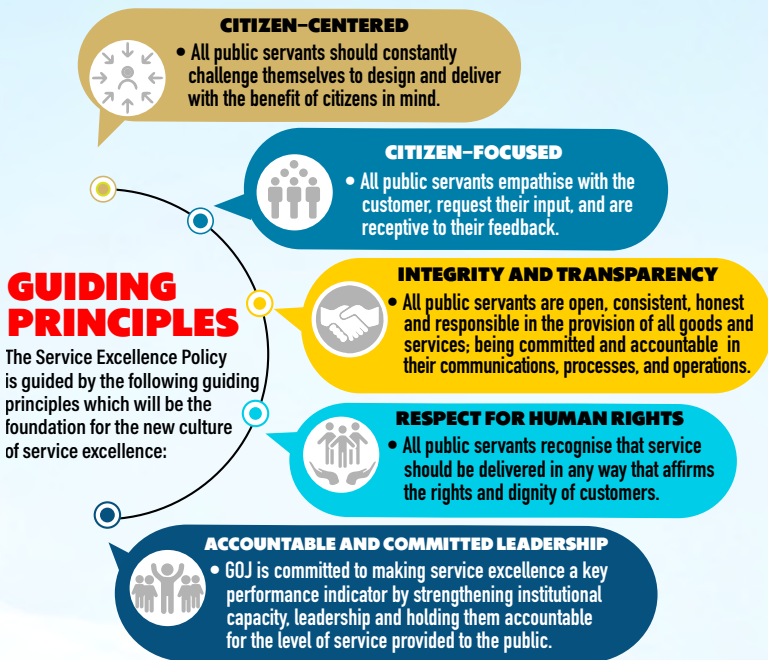 GUIDING
PRINCIPLES
The Service Excellence Policy
is guided by the following guiding
principles which will be the
foundation for the new culture
of service excellence:
CITIZEN–CENTERED
• All public servants should constantly
challenge themselves to design and deliver
with the benefit of citizens in mind.
CITIZEN–FOCUSED
• All public servants empathise with the
customer, request their input, and are
receptive to their feedback.
INTEGRITY AND TRANSPARENCY
• All public servants are open, consistent, honest
and responsible in the provision of all goods and
services; being committed and accountable in
their communications, processes, and operations.
RESPECT FOR HUMAN RIGHTS
• All public servants recognise that service
should be delivered in any way that affirms
the rights and dignity of customers.
ACCOUNTABLE AND COMMITTED LEADERSHIP
• GOJ is committed to making service excellence a key
performance indicator by strengthening institutional
capacity, leadership and holding them accountable
for the level of service provided to the public.